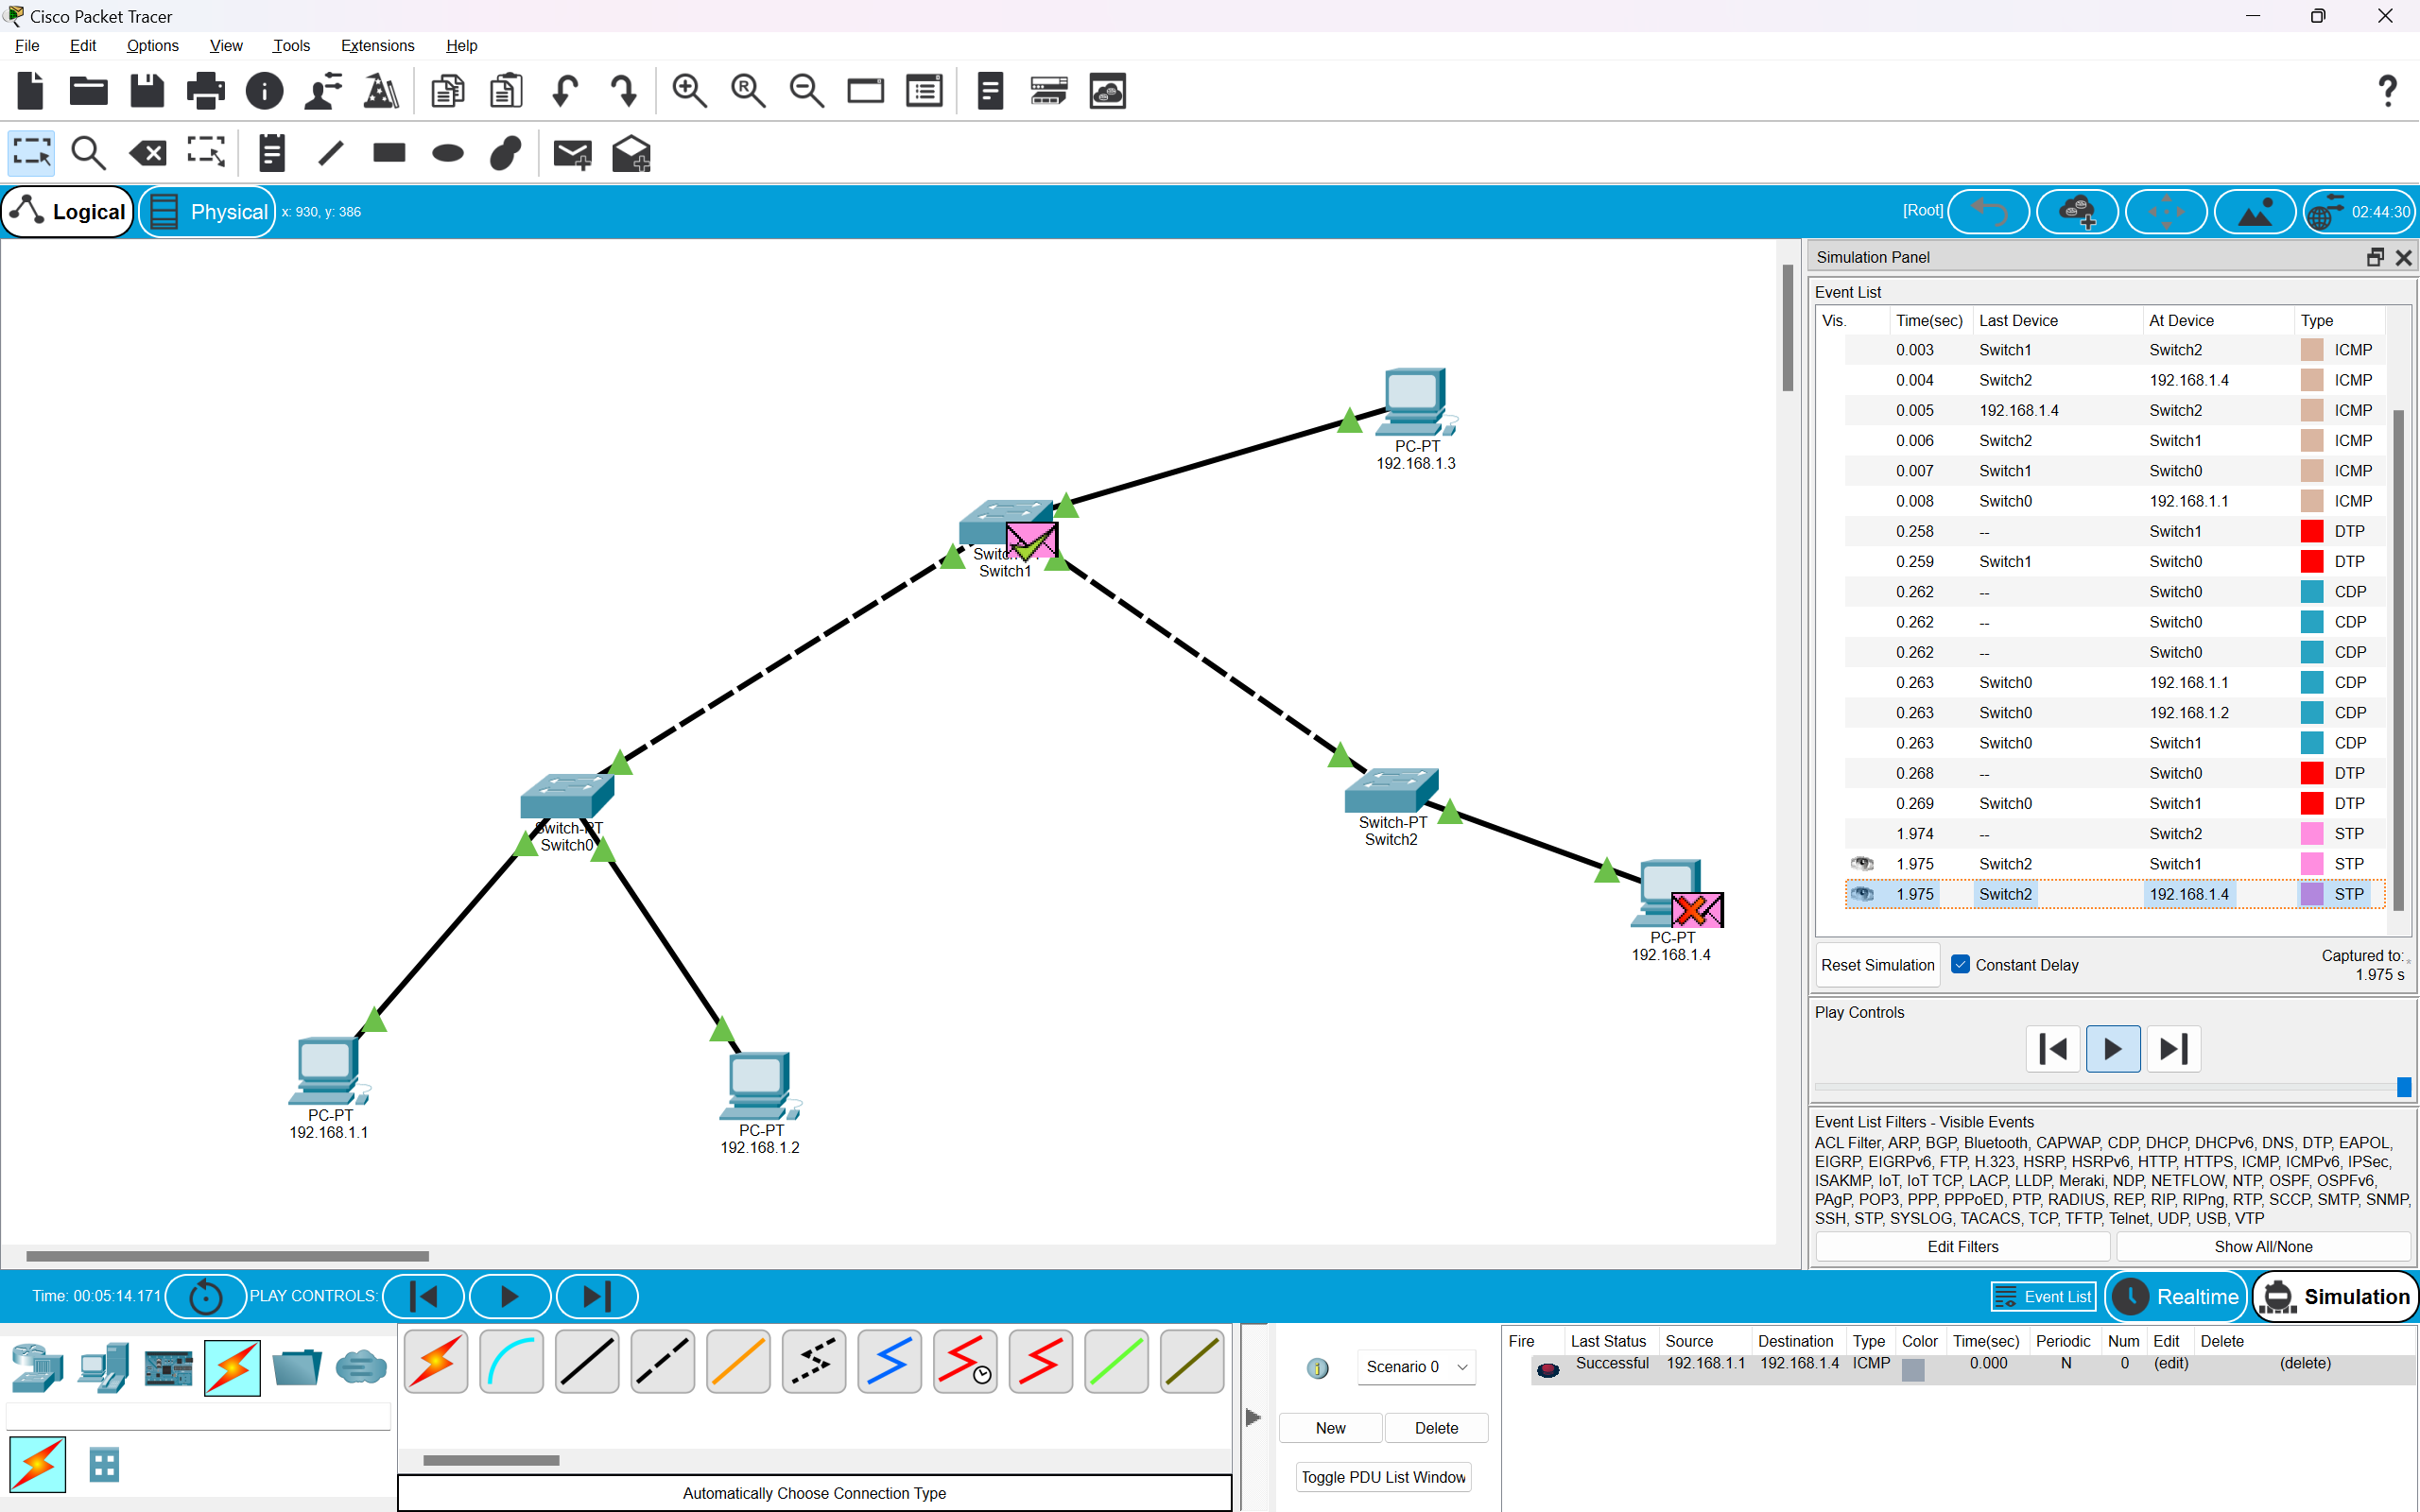 Cisco Packet Tracer
File Edit Options View Tools Extensions Help
Logical Physical x: 930, y: 386 [Root] 02:44:30
PC-PT
192.168.1.3
Switch1
Switch-PT
Switch0
Switch-PT
Switch2
PC-PT
192.168.1.4
PC-PT
192.168.1.1
PC-PT
192.168.1.2
Simulation Panel
Event List
Vis. Time(sec) Last Device At Device Type
0.003 Switch1 Switch2 ICMP
0.004 Switch2 192.168.1.4 ICMP
0.005 192.168.1.4 Switch2 ICMP
0.006 Switch2 Switch1 ICMP
0.007 Switch1 Switch0 ICMP
0.008 Switch0 192.168.1.1 ICMP
0.258 -- Switch1 DTP
0.259 Switch1 Switch0 DTP
0.262 -- Switch0 CDP
0.262 -- Switch0 CDP
0.262 -- Switch0 CDP
0.263 Switch0 192.168.1.1 CDP
0.263 Switch0 192.168.1.2 CDP
0.263 Switch0 Switch1 CDP
0.268 -- Switch0 DTP
0.269 Switch0 Switch1 DTP
1.974 -- Switch2 STP
1.975 Switch2 Switch1 STP
1.975 Switch2 192.168.1.4 STP
Reset Simulation Constant Delay Captured to:
1.975 s
Play Controls
Event List Filters - Visible Events
ACL Filter, ARP, BGP, Bluetooth, CAPWAP, CDP, DHCP, DHCPv6, DNS, DTP, EAPOL,
EIGRP, EIGRPv6, FTP, H.323, HSRP, HSRPv6, HTTP, HTTPS, ICMP, ICMPv6, IPSec,
ISAKMP, IoT, IoT TCP, LACP, LLDP, Meraki, NDP, NETFLOW, NTP, OSPF, OSPFv6,
PAgP, POP3, PPP, PPPoED, PTP, RADIUS, REP, RIP, RIPng, RTP, SCCP, SMTP, SNMP,
SSH, STP, SYSLOG, TACACS, TCP, TFTP, Telnet, UDP, USB, VTP
Edit Filters Show All/None
Time: 00:05:14.171 PLAY CONTROLS: Event List Realtime Simulation
Automatically Choose Connection Type
Scenario 0
New Delete
Toggle PDU List Window
Fire Last Status Source Destination Type Color Time(sec) Periodic Num Edit Delete
Successful 192.168.1.1 192.168.1.4 ICMP 0.000 N 0 (edit) (delete)